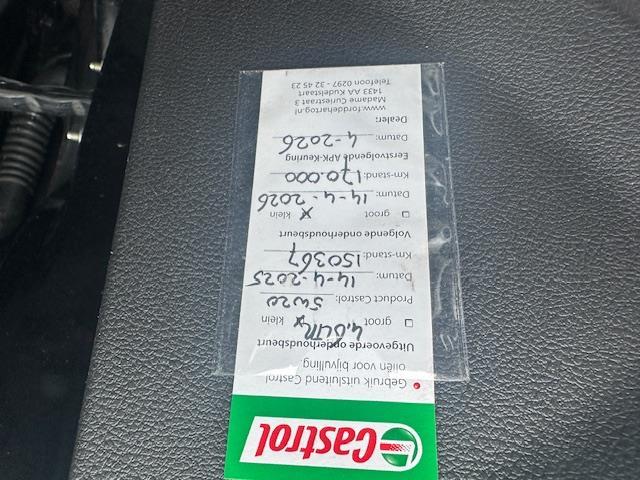 Castrol
Gebruik uitsluitend Castrol
oliën voor bijvulling
Uitgevoerde onderhoudsbeurt
groot klein
Product Castrol: 5W20
Datum: 14-4-2025
Km-stand: 150367
Volgende onderhoudsbeurt
groot klein
Datum: 14-4-2026
Km-stand: 170.000
Eerstvolgende APK-Keuring
Datum: 4-2026
Dealer:
www.forddehartog.nl
Madame Curiestraat 3
1433 AA Kudelstaart
Telefoon 0297 - 32 45 23